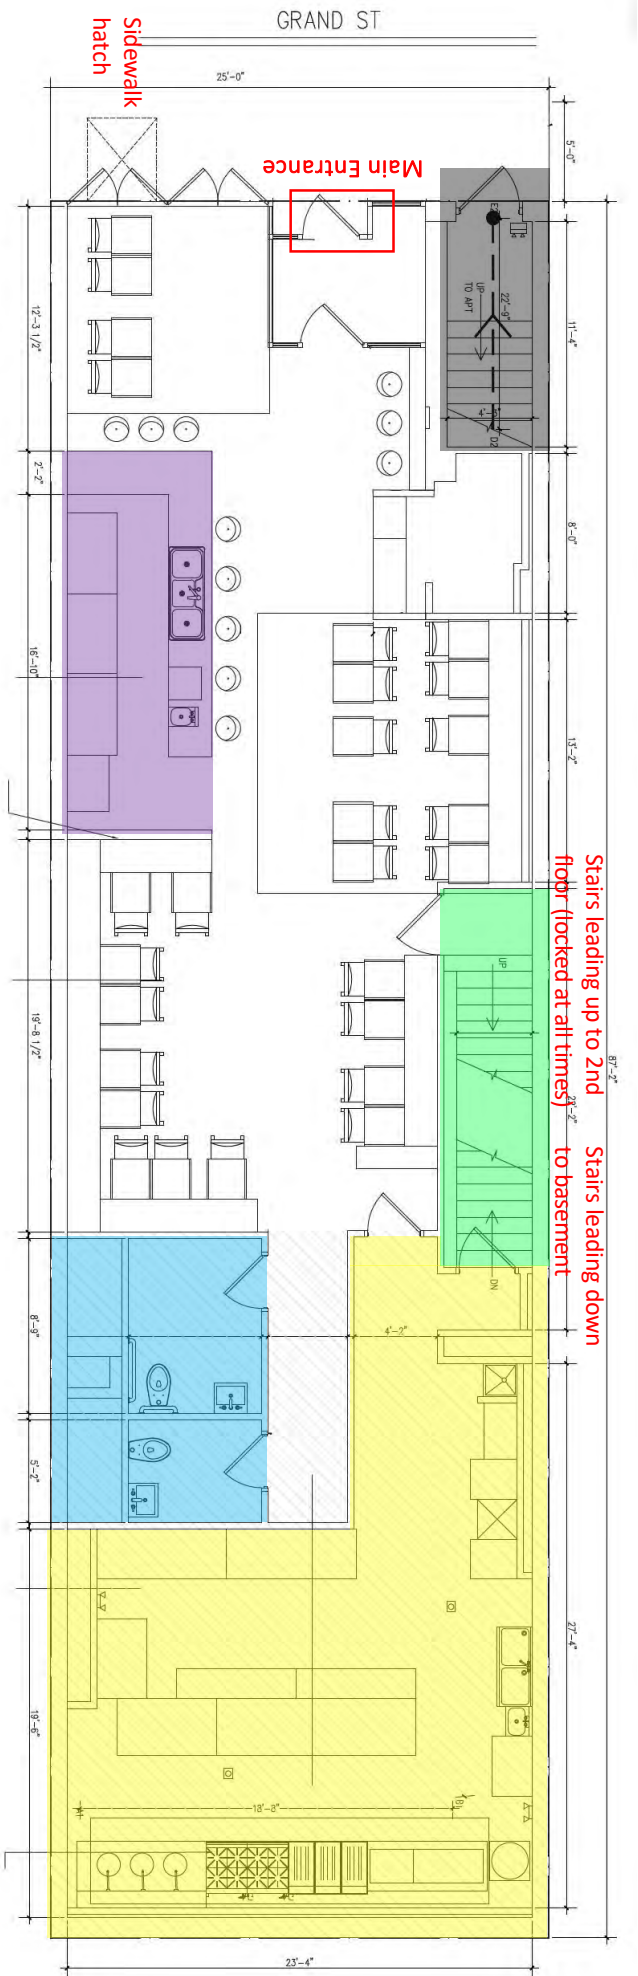 GRAND ST
Sidewalk
hatch
25'-0"
5'-0"
Main Entrance
12'-3 1/2"
UP
TO APT
22'-9"
11'-4"
4'-3"
D2
2'-2"
8'-0"
16'-10"
13'-2"
Stairs leading up to 2nd
floor (locked at all times)
Stairs leading down
to basement
87'-2"
UP
19'-8 1/2"
DN
8'-9"
4'-2"
5'-2"
27'-4"
19'-6"
18'-8"
23'-4"